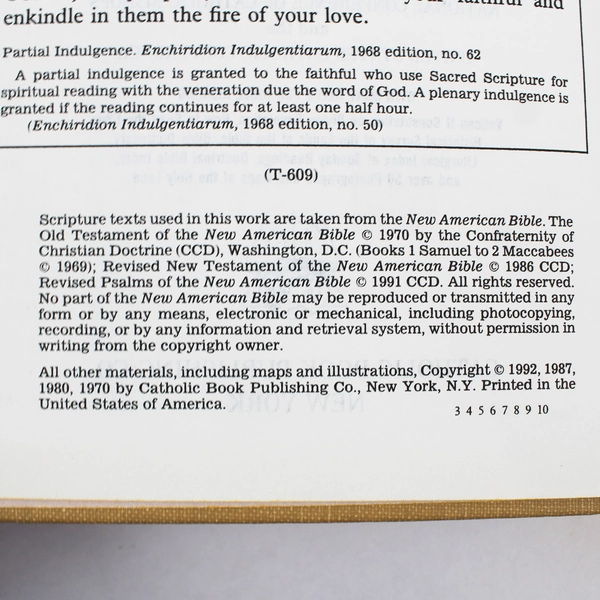 faithful and
enkindle in them the fire of your love.
Partial Indulgence. Enchiridion Indulgentiarum, 1968 edition, no. 62
A partial indulgence is granted to the faithful who use Sacred Scripture for
spiritual reading with the veneration due the word of God. A plenary indulgence is
granted if the reading continues for at least one half hour.
(Enchiridion Indulgentiarum, 1968 edition, no. 50)
(T-609)
Scripture texts used in this work are taken from the New American Bible. The
Old Testament of the New American Bible © 1970 by the Confraternity of
Christian Doctrine (CCD), Washington, D.C. (Books 1 Samuel to 2 Maccabees
© 1969); Revised New Testament of the New American Bible © 1986 CCD;
Revised Psalms of the New American Bible © 1991 CCD. All rights reserved.
No part of the New American Bible may be reproduced or transmitted in any
form or by any means, electronic or mechanical, including photocopying,
recording, or by any information and retrieval system, without permission in
writing from the copyright owner.
All other materials, including maps and illustrations, Copyright © 1992, 1987,
1980, 1970 by Catholic Book Publishing Co., New York, N.Y. Printed in the
United States of America.
3 4 5 6 7 8 9 10